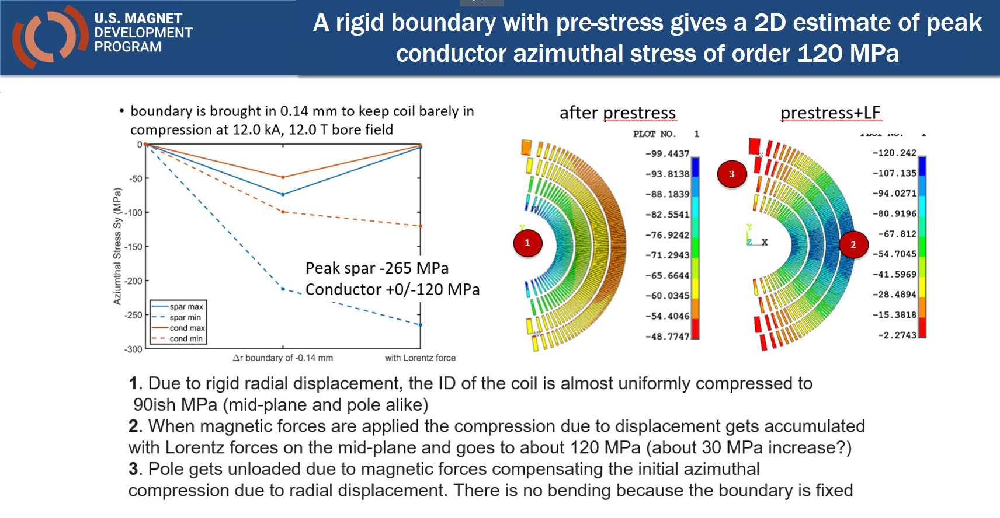 U.S. MAGNET
DEVELOPMENT
PROGRAM
A rigid boundary with pre-stress gives a 2D estimate of peak
conductor azimuthal stress of order 120 MPa
• boundary is brought in 0.14 mm to keep coil barely in
compression at 12.0 kA, 12.0 T bore field
0
-50
-100
-150
-200
-250
-300
Aziumthal Stress Sy (MPa)
Peak spar -265 MPa
Conductor +0/-120 MPa
spar max
spar min
cond max
cond min
Δr boundary of -0.14 mm
with Lorentz force
after prestress
PLOT NO. 1
-99.4437
-93.8138
-88.1839
-82.5541
-76.9242
-71.2943
-65.6644
-60.0345
-54.4046
-48.7747
Y
1
prestress+LF
-120.242
-107.135
-94.0271
-80.9196
-67.812
-54.7045
-41.5969
-28.4894
-15.3818
-2.2743
3
MX
Y
Z X
2
1. Due to rigid radial displacement, the ID of the coil is almost uniformly compressed to
90ish MPa (mid-plane and pole alike)
2. When magnetic forces are applied the compression due to displacement gets accumulated
with Lorentz forces on the mid-plane and goes to about 120 MPa (about 30 MPa increase?)
3. Pole gets unloaded due to magnetic forces compensating the initial azimuthal
compression due to radial displacement. There is no bending because the boundary is fixed